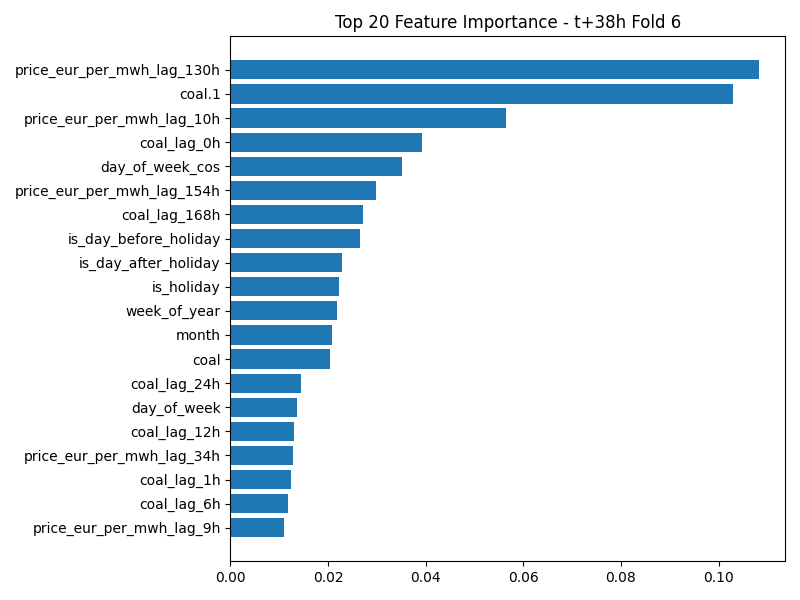 Top 20 Feature Importance - t+38h Fold 6
price_eur_per_mwh_lag_130h
coal.1
price_eur_per_mwh_lag_10h
coal_lag_0h
day_of_week_cos
price_eur_per_mwh_lag_154h
coal_lag_168h
is_day_before_holiday
is_day_after_holiday
is_holiday
week_of_year
month
coal
coal_lag_24h
day_of_week
coal_lag_12h
price_eur_per_mwh_lag_34h
coal_lag_1h
coal_lag_6h
price_eur_per_mwh_lag_9h
0.00 0.02 0.04 0.06 0.08 0.10